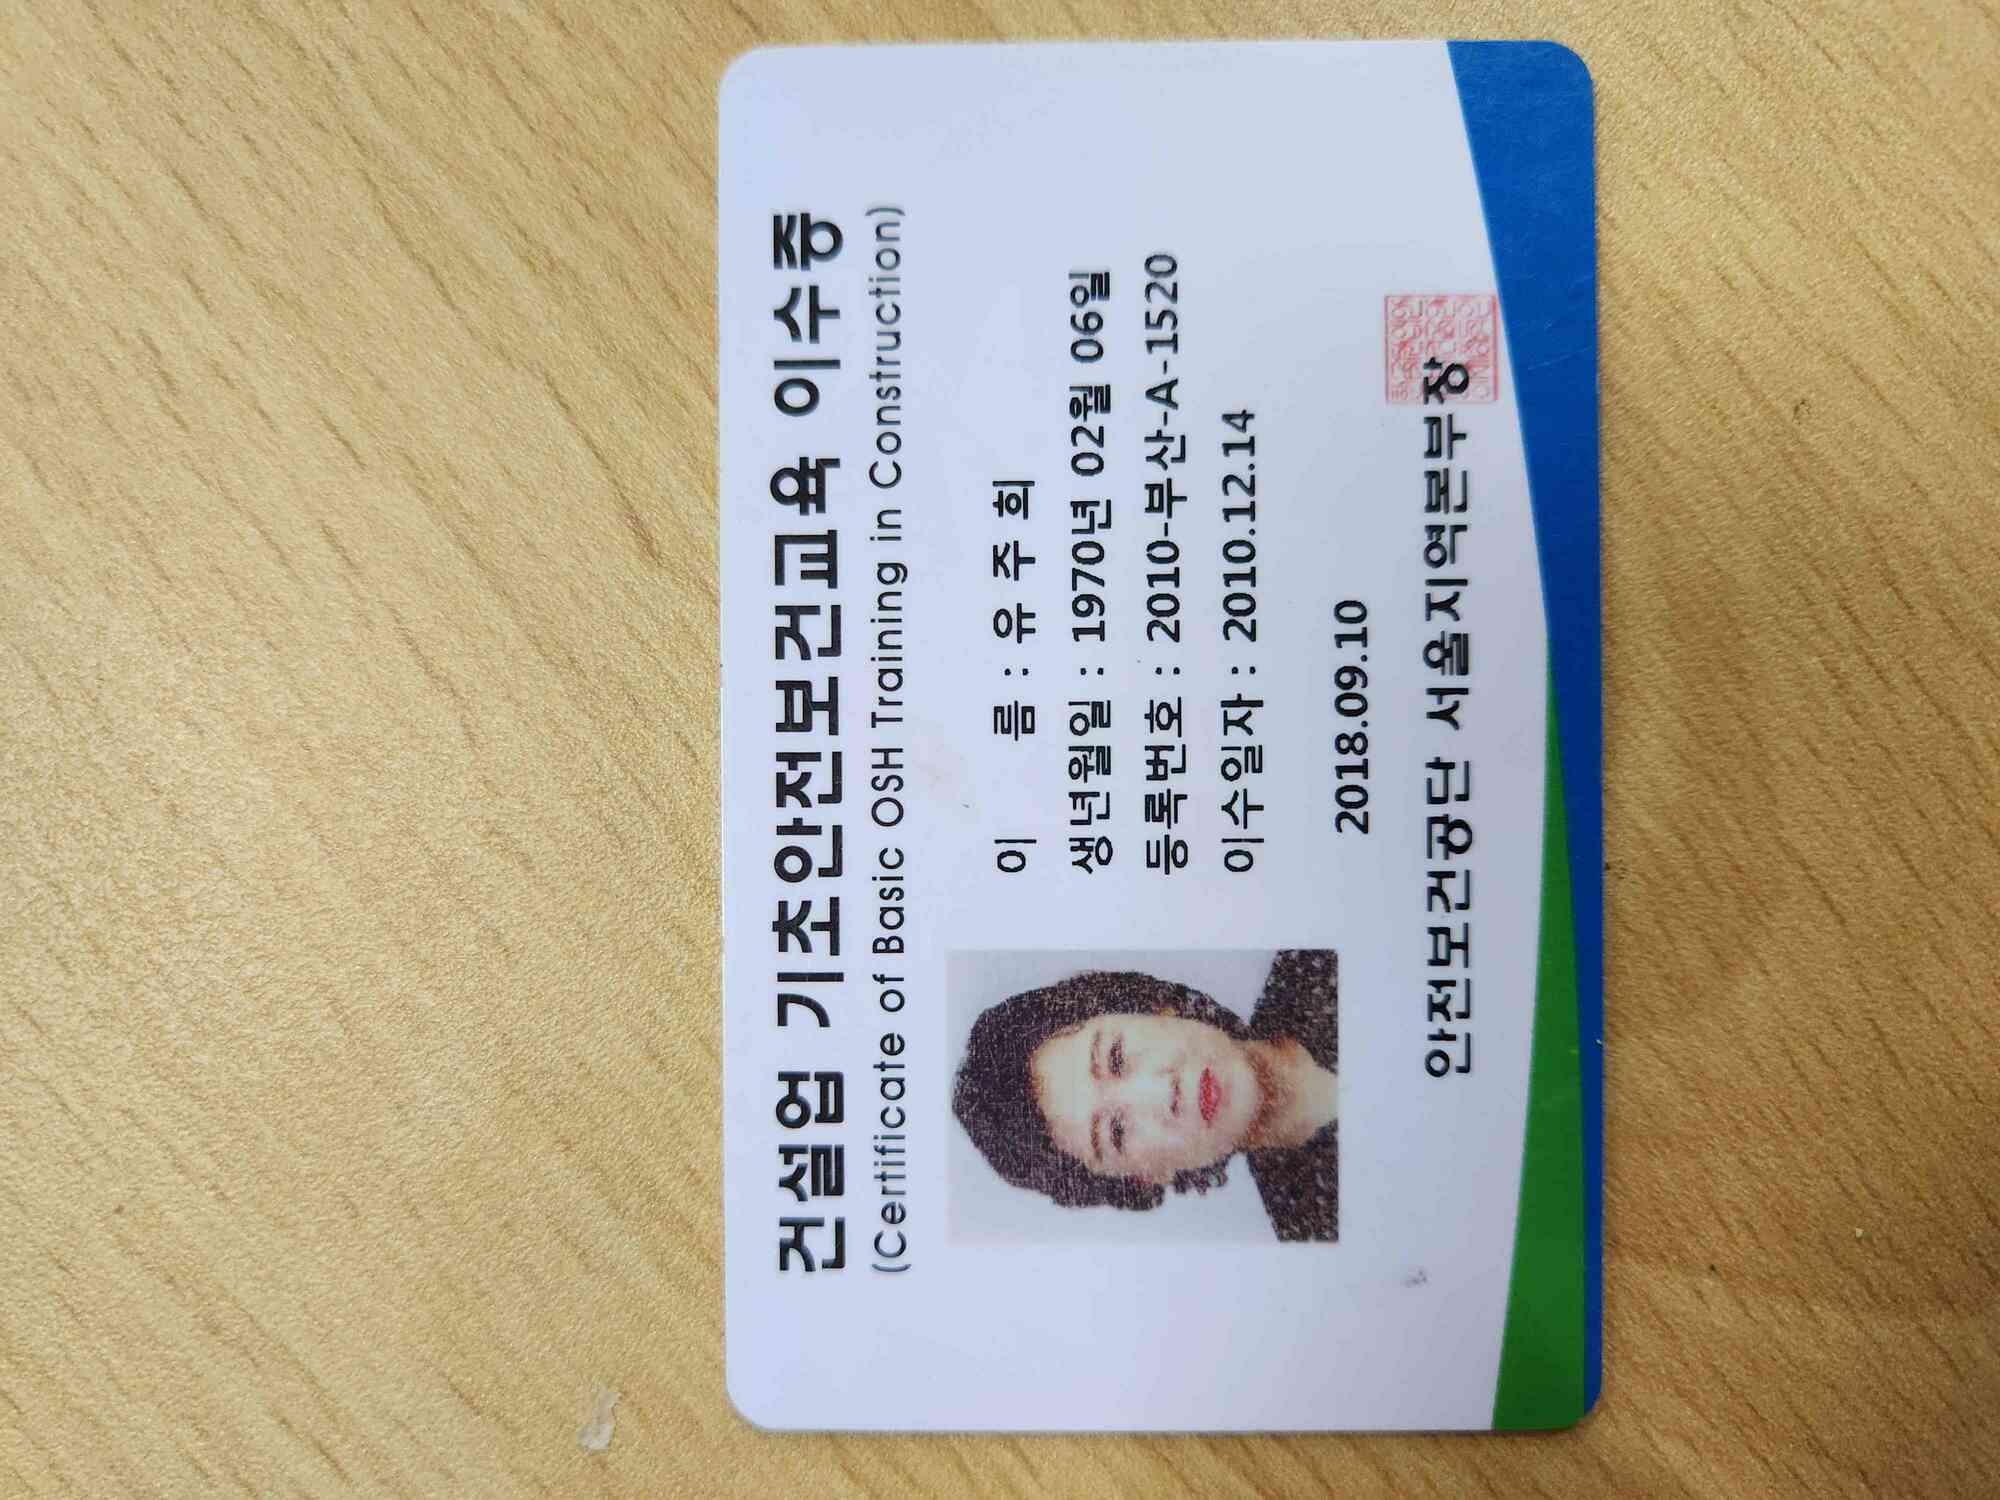 건설업 기초안전보건교육 이수증
(Certificate of Basic OSH Training in Construction)
이 름 : 유 주 희
생년월일 : 1970년 02월 06일
등록번호 : 2010-부산-A-1520
이수일자 : 2010.12.14
2018.09.10
안전보건공단 서울지역본부장